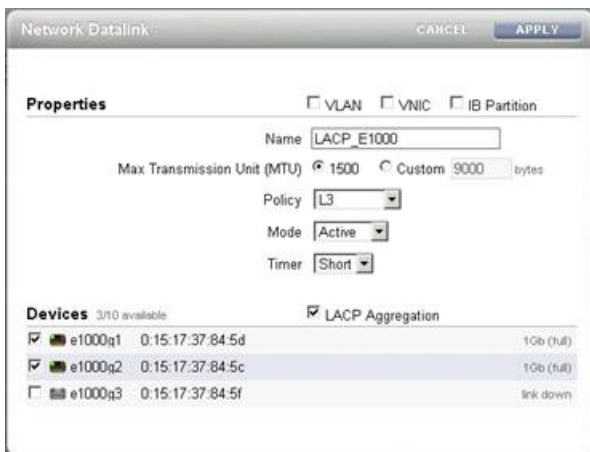 Network Datalink CANCEL APPLY
Properties VLAN VNIC IB Partition
Name LACP_E1000
Max Transmission Unit (MTU) 1500 Custom 9000 bytes
Policy L3
Mode Active
Timer Short
Devices 3/10 available LACP Aggregation
e1000g1 0:15:17:37:84:5d 1Gb (full)
e1000g2 0:15:17:37:84:5c 1Gb (full)
e1000g3 0:15:17:37:84:5f link down